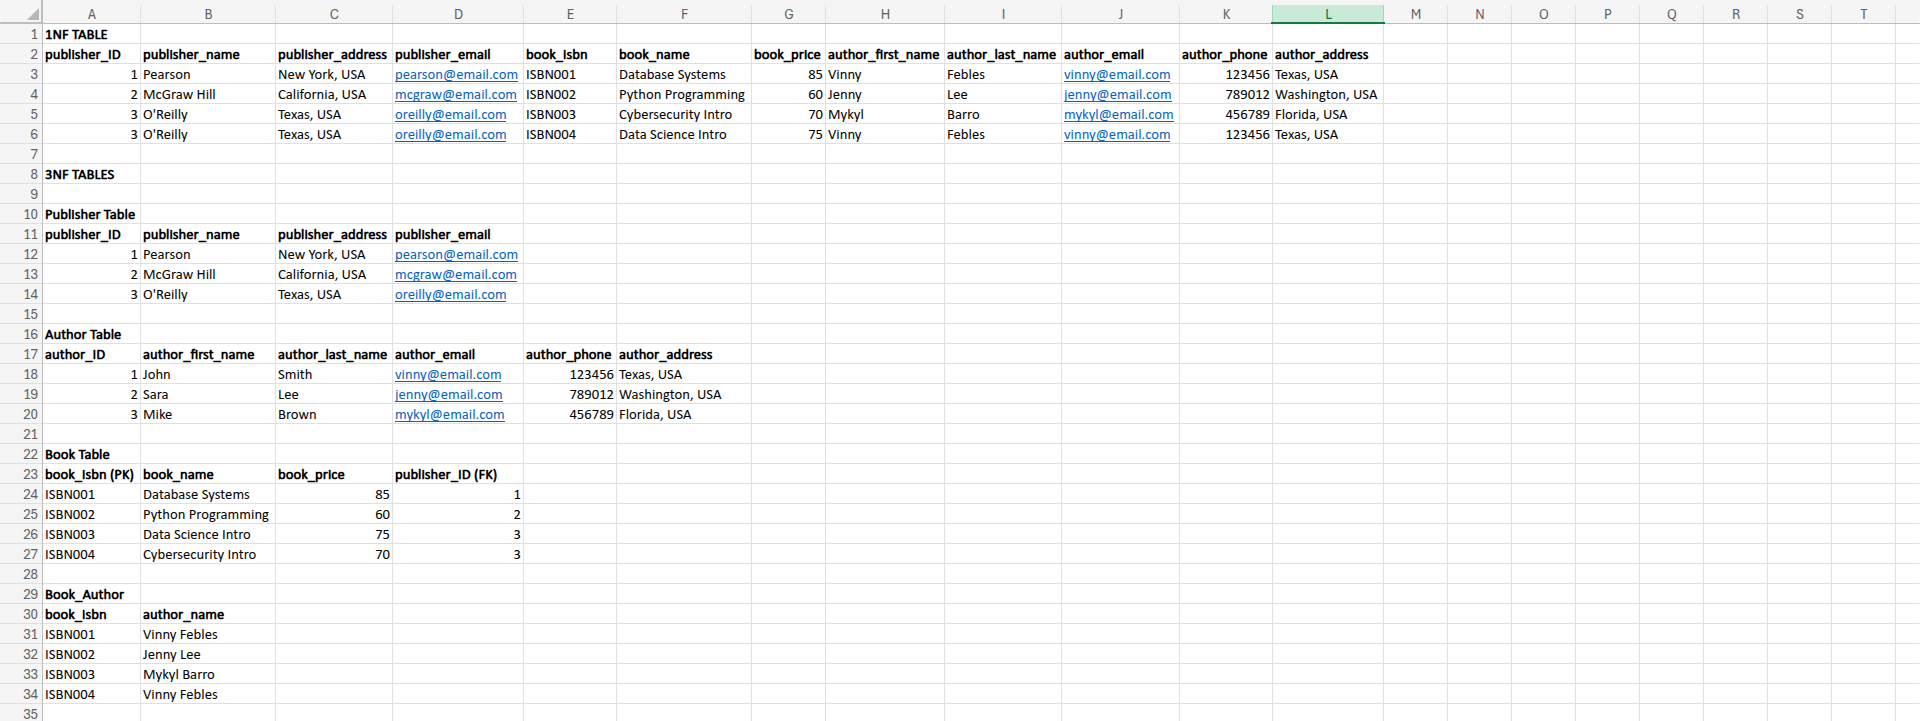 A B C D E F G H I J K L M N O P Q R S T
1 1NF TABLE
2 publisher_ID publisher_name publisher_address publisher_email book_isbn book_name book_price author_first_name author_last_name author_email author_phone author_address
3 1 Pearson New York, USA pearson@email.com ISBN001 Database Systems 85 Vinny Febles vinny@email.com 123456 Texas, USA
4 2 McGraw Hill California, USA mcgraw@email.com ISBN002 Python Programming 60 Jenny Lee jenny@email.com 789012 Washington, USA
5 3 O'Reilly Texas, USA oreilly@email.com ISBN003 Cybersecurity Intro 70 Mykyl Barro mykyl@email.com 456789 Florida, USA
6 3 O'Reilly Texas, USA oreilly@email.com ISBN004 Data Science Intro 75 Vinny Febles vinny@email.com 123456 Texas, USA
7
8 3NF TABLES
9
10 Publisher Table
11 publisher_ID publisher_name publisher_address publisher_email
12 1 Pearson New York, USA pearson@email.com
13 2 McGraw Hill California, USA mcgraw@email.com
14 3 O'Reilly Texas, USA oreilly@email.com
15
16 Author Table
17 author_ID author_first_name author_last_name author_email author_phone author_address
18 1 John Smith vinny@email.com 123456 Texas, USA
19 2 Sara Lee jenny@email.com 789012 Washington, USA
20 3 Mike Brown mykyl@email.com 456789 Florida, USA
21
22 Book Table
23 book_isbn (PK) book_name book_price publisher_ID (FK)
24 ISBN001 Database Systems 85 1
25 ISBN002 Python Programming 60 2
26 ISBN003 Data Science Intro 75 3
27 ISBN004 Cybersecurity Intro 70 3
28
29 Book_Author
30 book_isbn author_name
31 ISBN001 Vinny Febles
32 ISBN002 Jenny Lee
33 ISBN003 Mykyl Barro
34 ISBN004 Vinny Febles
35